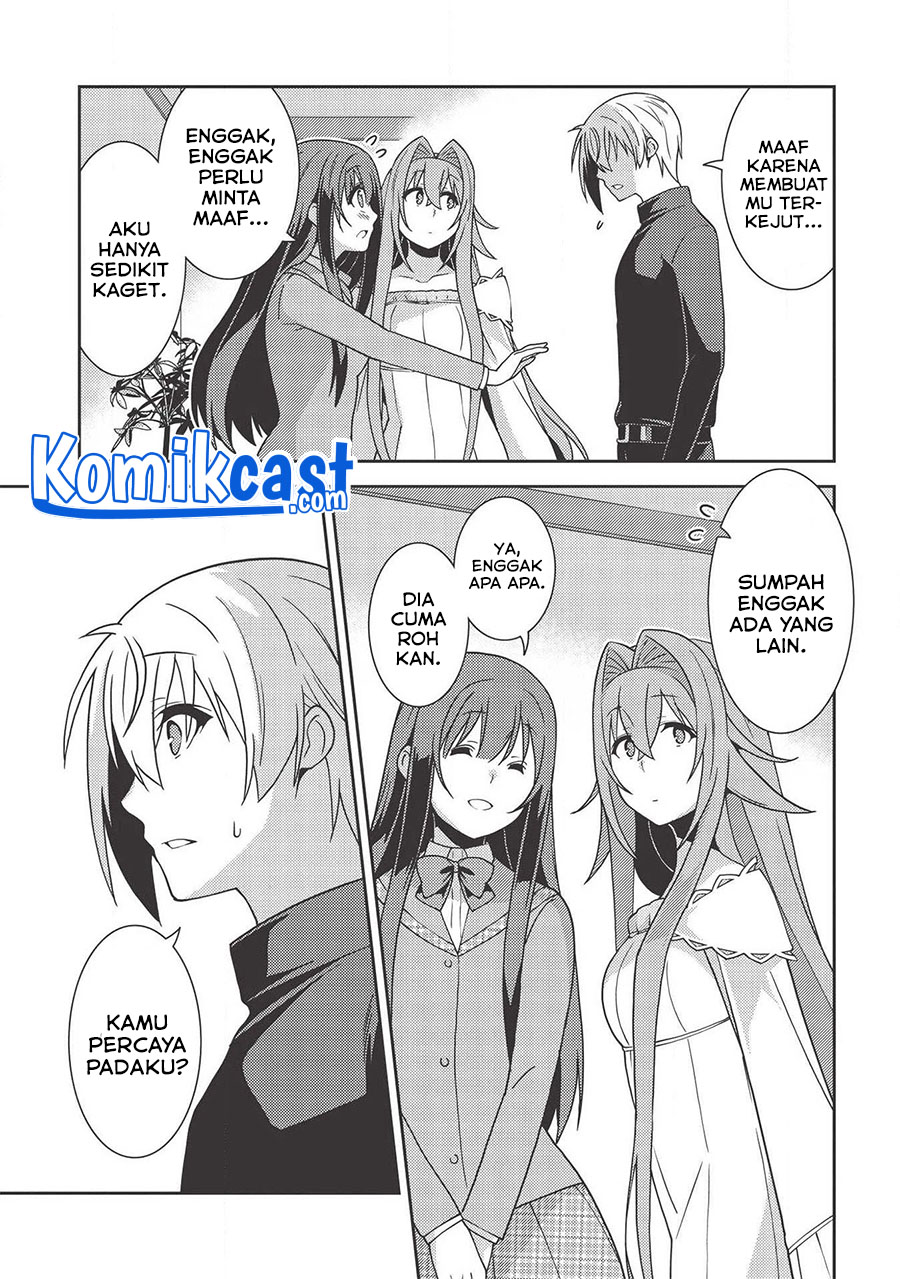 MAAF
KARENA
MEMBUAT
MU TER-
KEJUT...
ENGGAK,
ENGGAK
PERLU
MINTA
MAAF...
AKU
HANYA
SEDIKIT
KAGET.
Komikcast
.com
SUMPAH
ENGGAK
ADA YANG
LAIN.
YA,
ENGGAK
APA APA.
DIA
CUMA
ROH
KAN.
KAMU
PERCAYA
PADAKU?